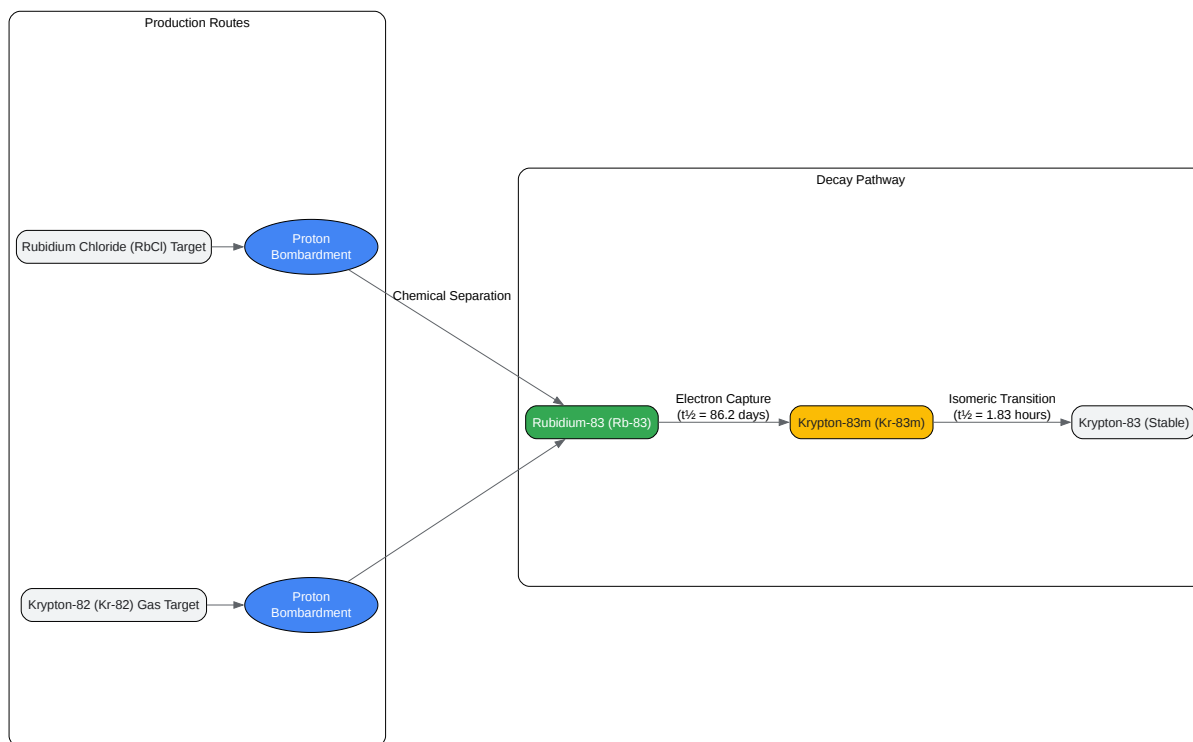 Production Routes
Rubidium Chloride (RbCl) Target
Proton
Bombardment
Chemical Separation
Krypton-82 (Kr-82) Gas Target
Proton
Bombardment
Decay Pathway
Rubidium-83 (Rb-83)
Electron Capture
(t½ = 86.2 days)
Krypton-83m (Kr-83m)
Isomeric Transition
(t½ = 1.83 hours)
Krypton-83 (Stable)